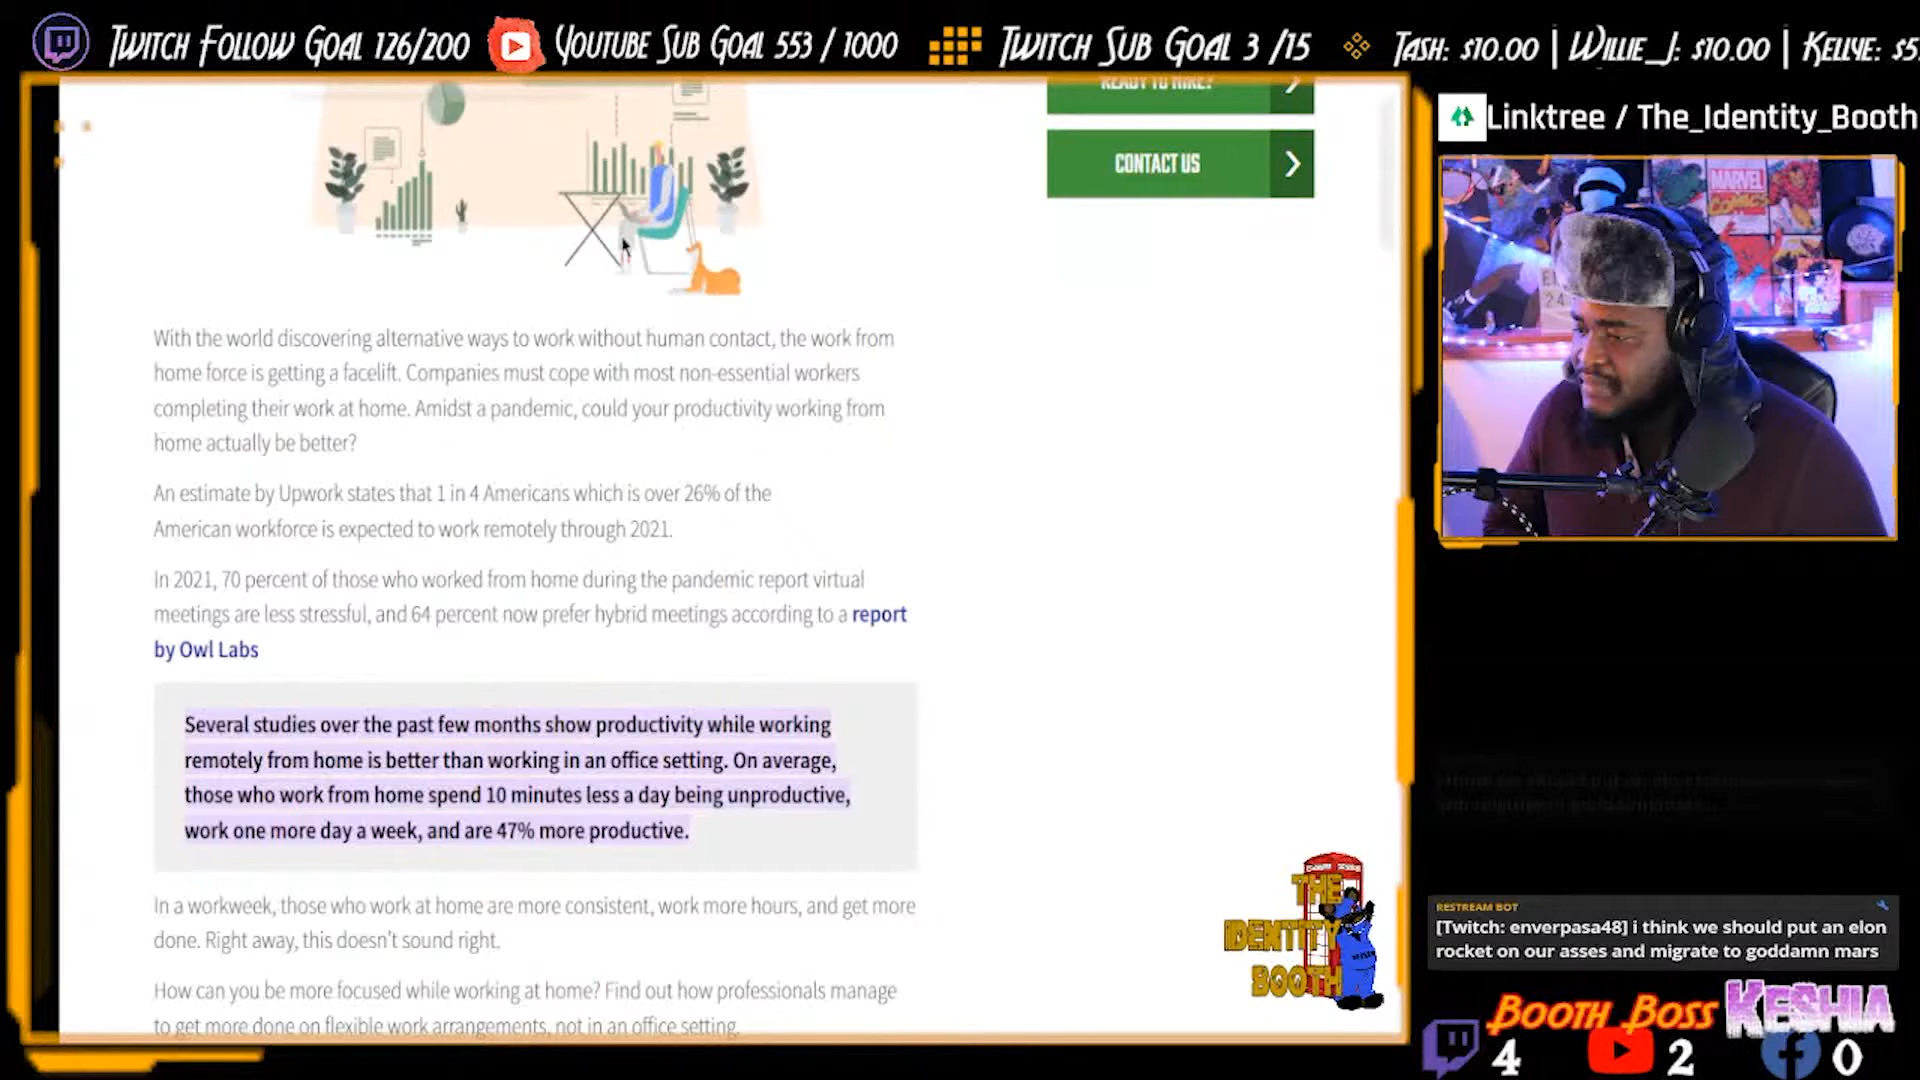 TWITCH FOLLOW GOAL 126/200
YOUTUBE SUB GOAL 553 / 1000
TWITCH SUB GOAL 3 /15
TASH: $10.00 | WILLIE_J: $10.00 | KELLYE: $5
READY TO HIRE?
CONTACT US
Linktree / The_Identity_Booth
MARVEL
COMICS
With the world discovering alternative ways to work without human contact, the work from
home force is getting a facelift. Companies must cope with most non-essential workers
completing their work at home. Amidst a pandemic, could your productivity working from
home actually be better?
An estimate by Upwork states that 1 in 4 Americans which is over 26% of the
American workforce is expected to work remotely through 2021.
In 2021, 70 percent of those who worked from home during the pandemic report virtual
meetings are less stressful, and 64 percent now prefer hybrid meetings according to a report
by Owl Labs
Several studies over the past few months show productivity while working
remotely from home is better than working in an office setting. On average,
those who work from home spend 10 minutes less a day being unproductive,
work one more day a week, and are 47% more productive.
In a workweek, those who work at home are more consistent, work more hours, and get more
done. Right away, this doesn't sound right.
How can you be more focused while working at home? Find out how professionals manage
to get more done on flexible work arrangements, not in an office setting.
THE
IDENTITY
BOOTH
RESTREAM BOT
[Twitch: enverpasa48] i think we should put an elon
rocket on our asses and migrate to goddamn mars
BOOTH BOSS KESHIA
4 2 0